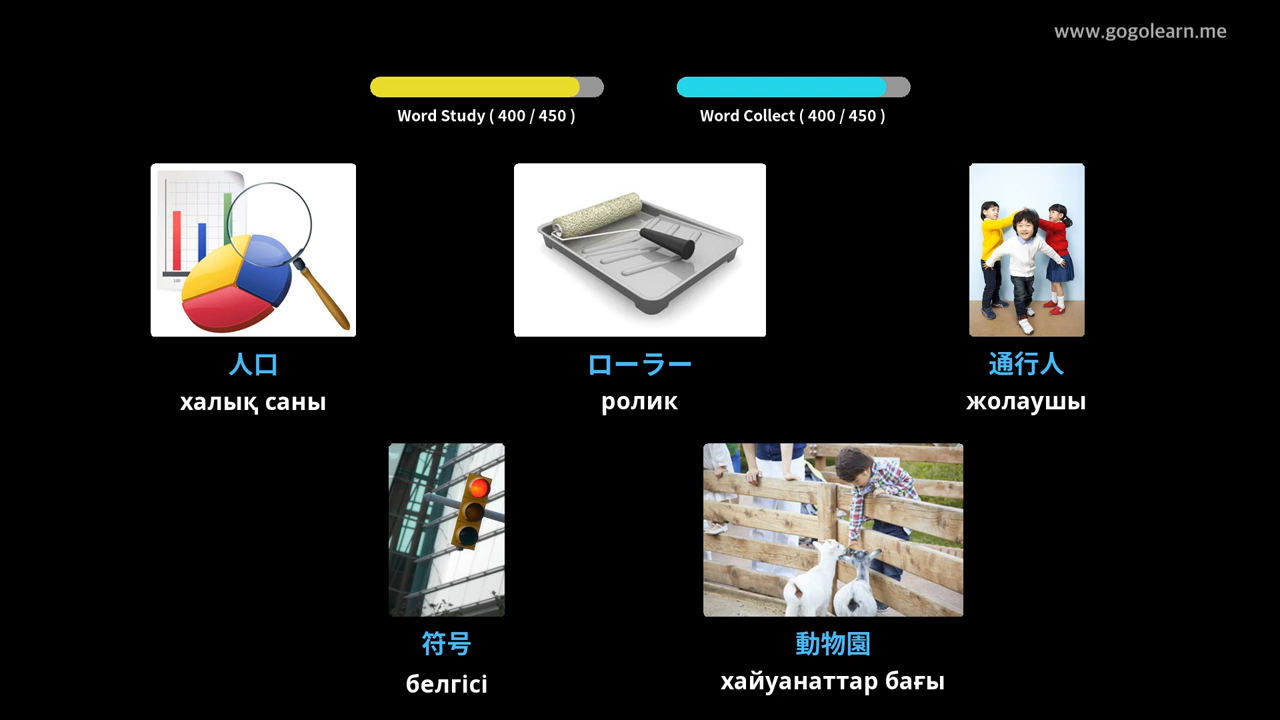 www.gogolearn.me
Word Study ( 400 / 450 )
Word Collect ( 400 / 450 )
人口
халық саны
ローラー
ролик
通行人
жолаушы
符号
белгісі
動物園
хайуанаттар бағы